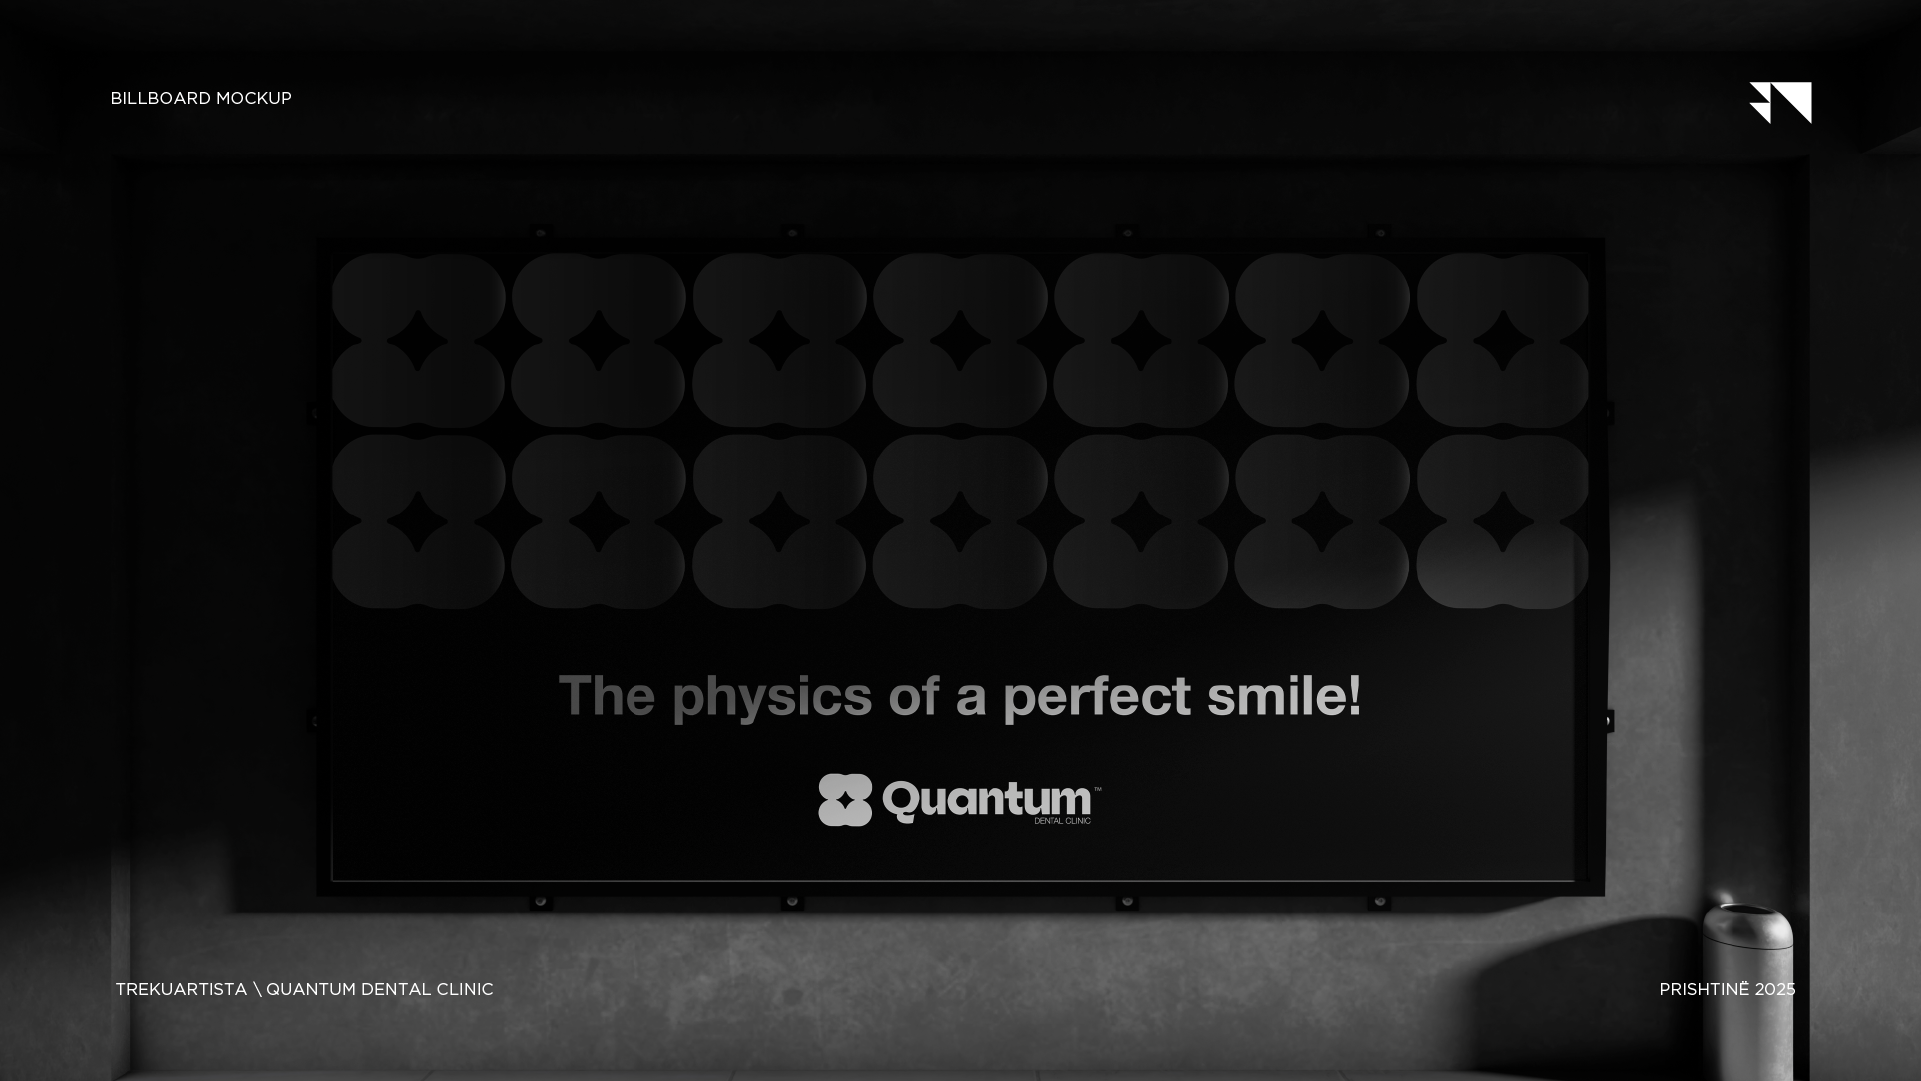 BILLBOARD MOCKUP
The physics of a perfect smile!
Quantum™
DENTAL CLINIC
TREKUARTISTA \ QUANTUM DENTAL CLINIC
PRISHTINË 2025